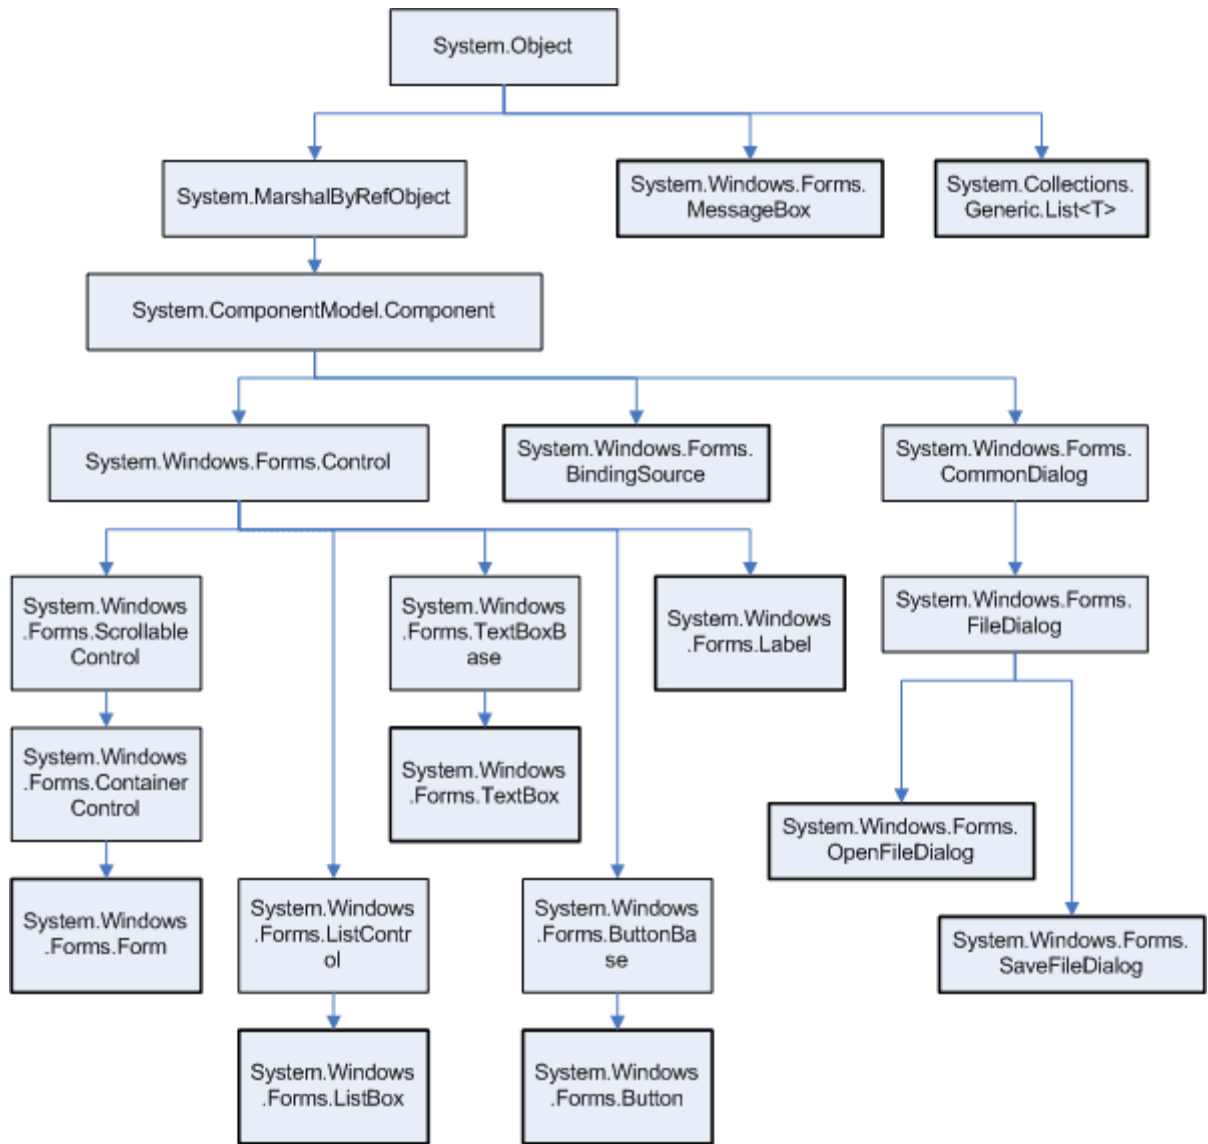 System.Object
System.MarshalByRefObject
System.Windows.Forms.
MessageBox
System.Collections.
Generic.List<T>
System.ComponentModel.Component
System.Windows.Forms.Control
System.Windows.Forms.
BindingSource
System.Windows.Forms.
CommonDialog
System.Windows
.Forms.Scrollable
Control
System.Windows
.Forms.TextBoxB
ase
System.Windows
.Forms.Label
System.Windows.Forms.
FileDialog
System.Windows
.Forms.Container
Control
System.Windows
.Forms.TextBox
System.Windows.Forms.
OpenFileDialog
System.Windows
.Forms.Form
System.Windows
.Forms.ListContr
ol
System.Windows
.Forms.ButtonBa
se
System.Windows.Forms.
SaveFileDialog
System.Windows
.Forms.ListBox
System.Windows
.Forms.Button